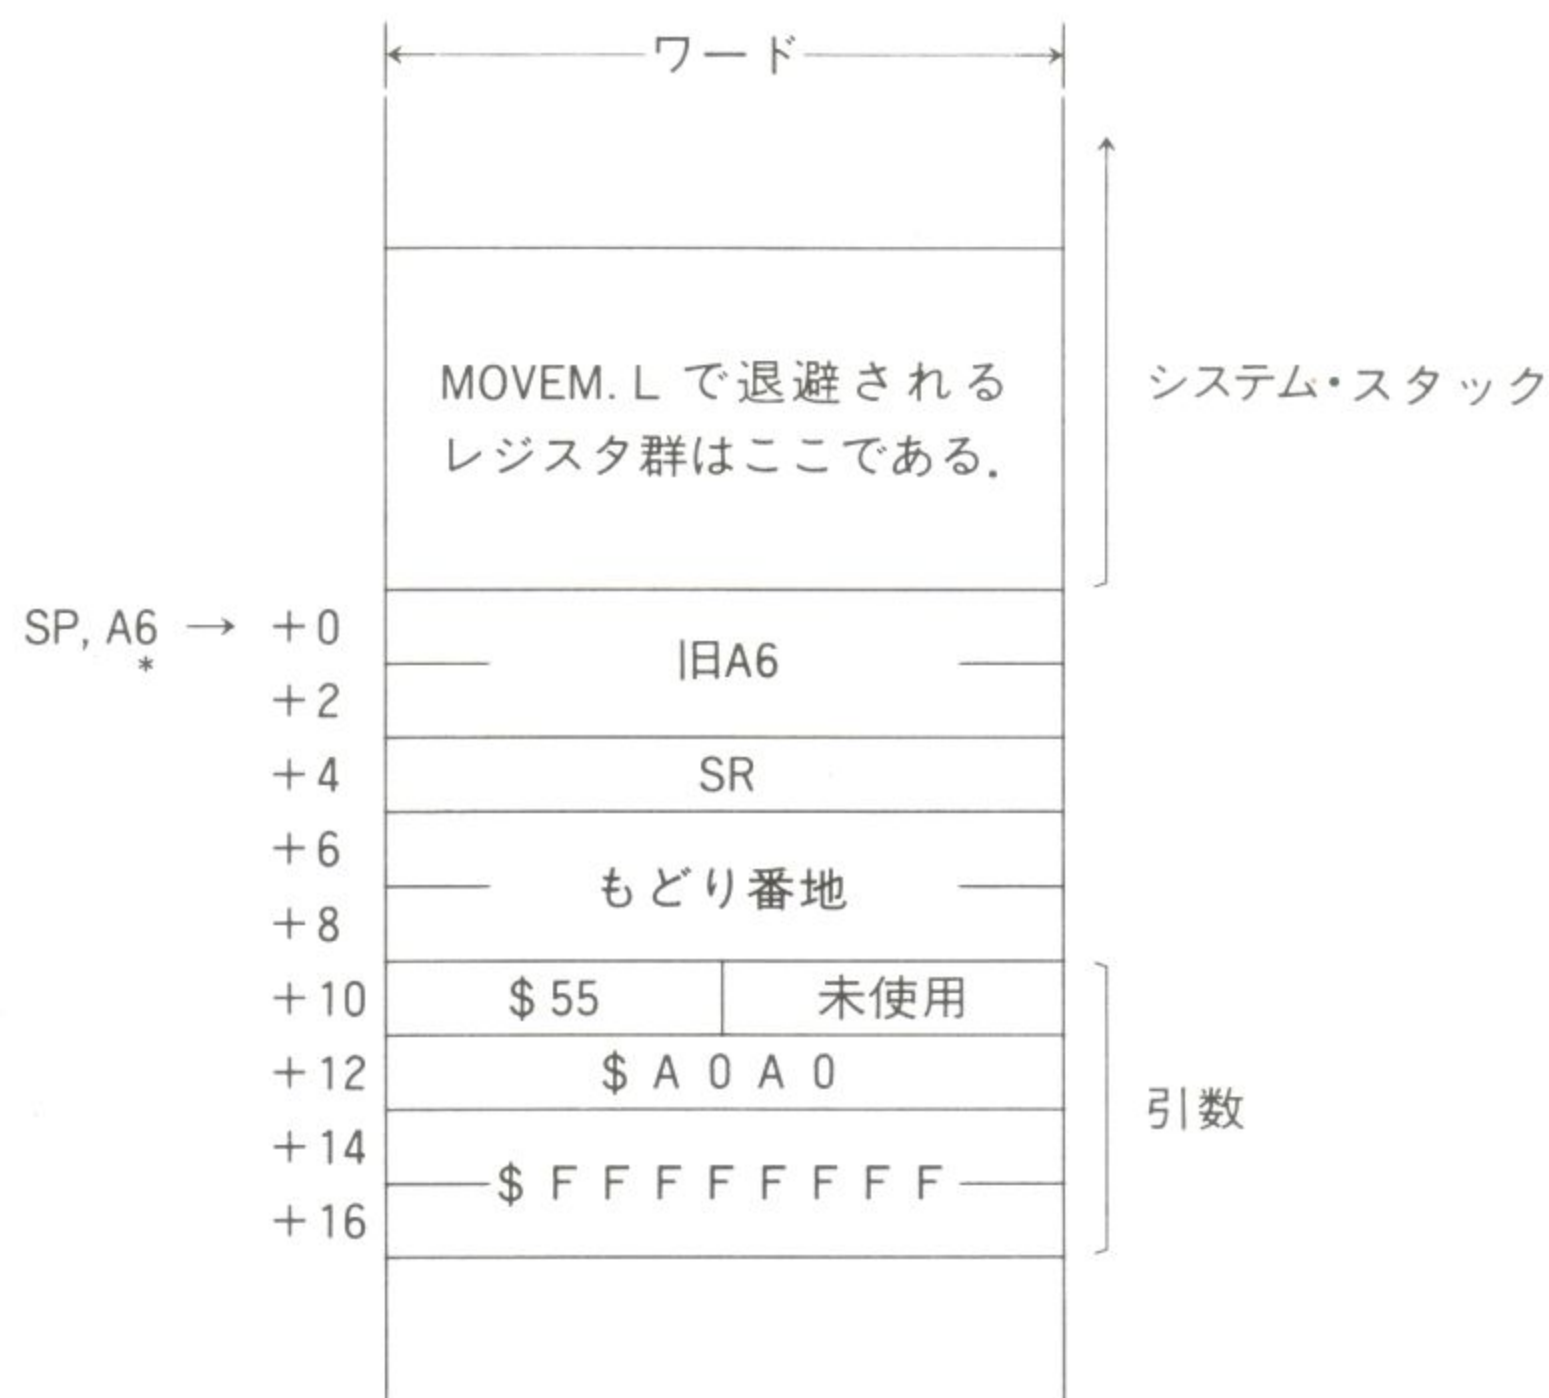 ワード
MOVEM.L で退避される
レジスタ群はここである.
システム・スタック
SP, A6 → +0
*
旧A6
+2
+4
SR
+6
もどり番地
+8
+10
$55
未使用
+12
$A0A0
+14
$FFFFFFFF
+16
引数